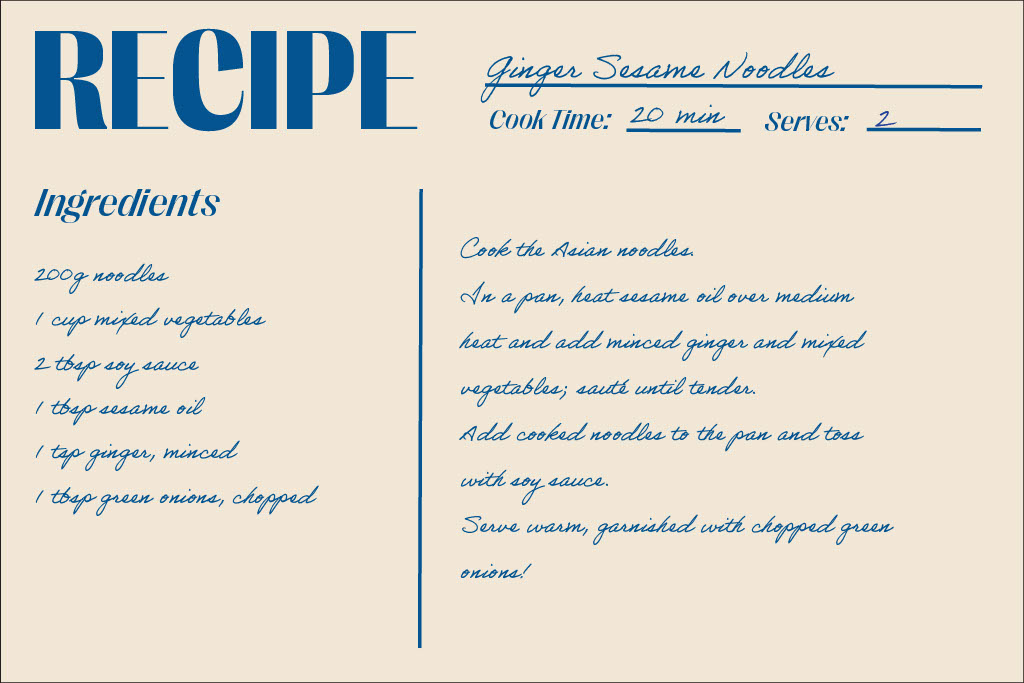 RECIPE
Ginger Sesame Noodles
Cook Time: 20 min Serves: 2
Ingredients
200g noodles
1 cup mixed vegetables
2 tbsp soy sauce
1 tbsp sesame oil
1 tsp ginger, minced
1 tbsp green onions, chopped
Cook the Asian noodles.
In a pan, heat sesame oil over medium
heat and add minced ginger and mixed
vegetables; sauté until tender.
Add cooked noodles to the pan and toss
with soy sauce.
Serve warm, garnished with chopped green
onions!